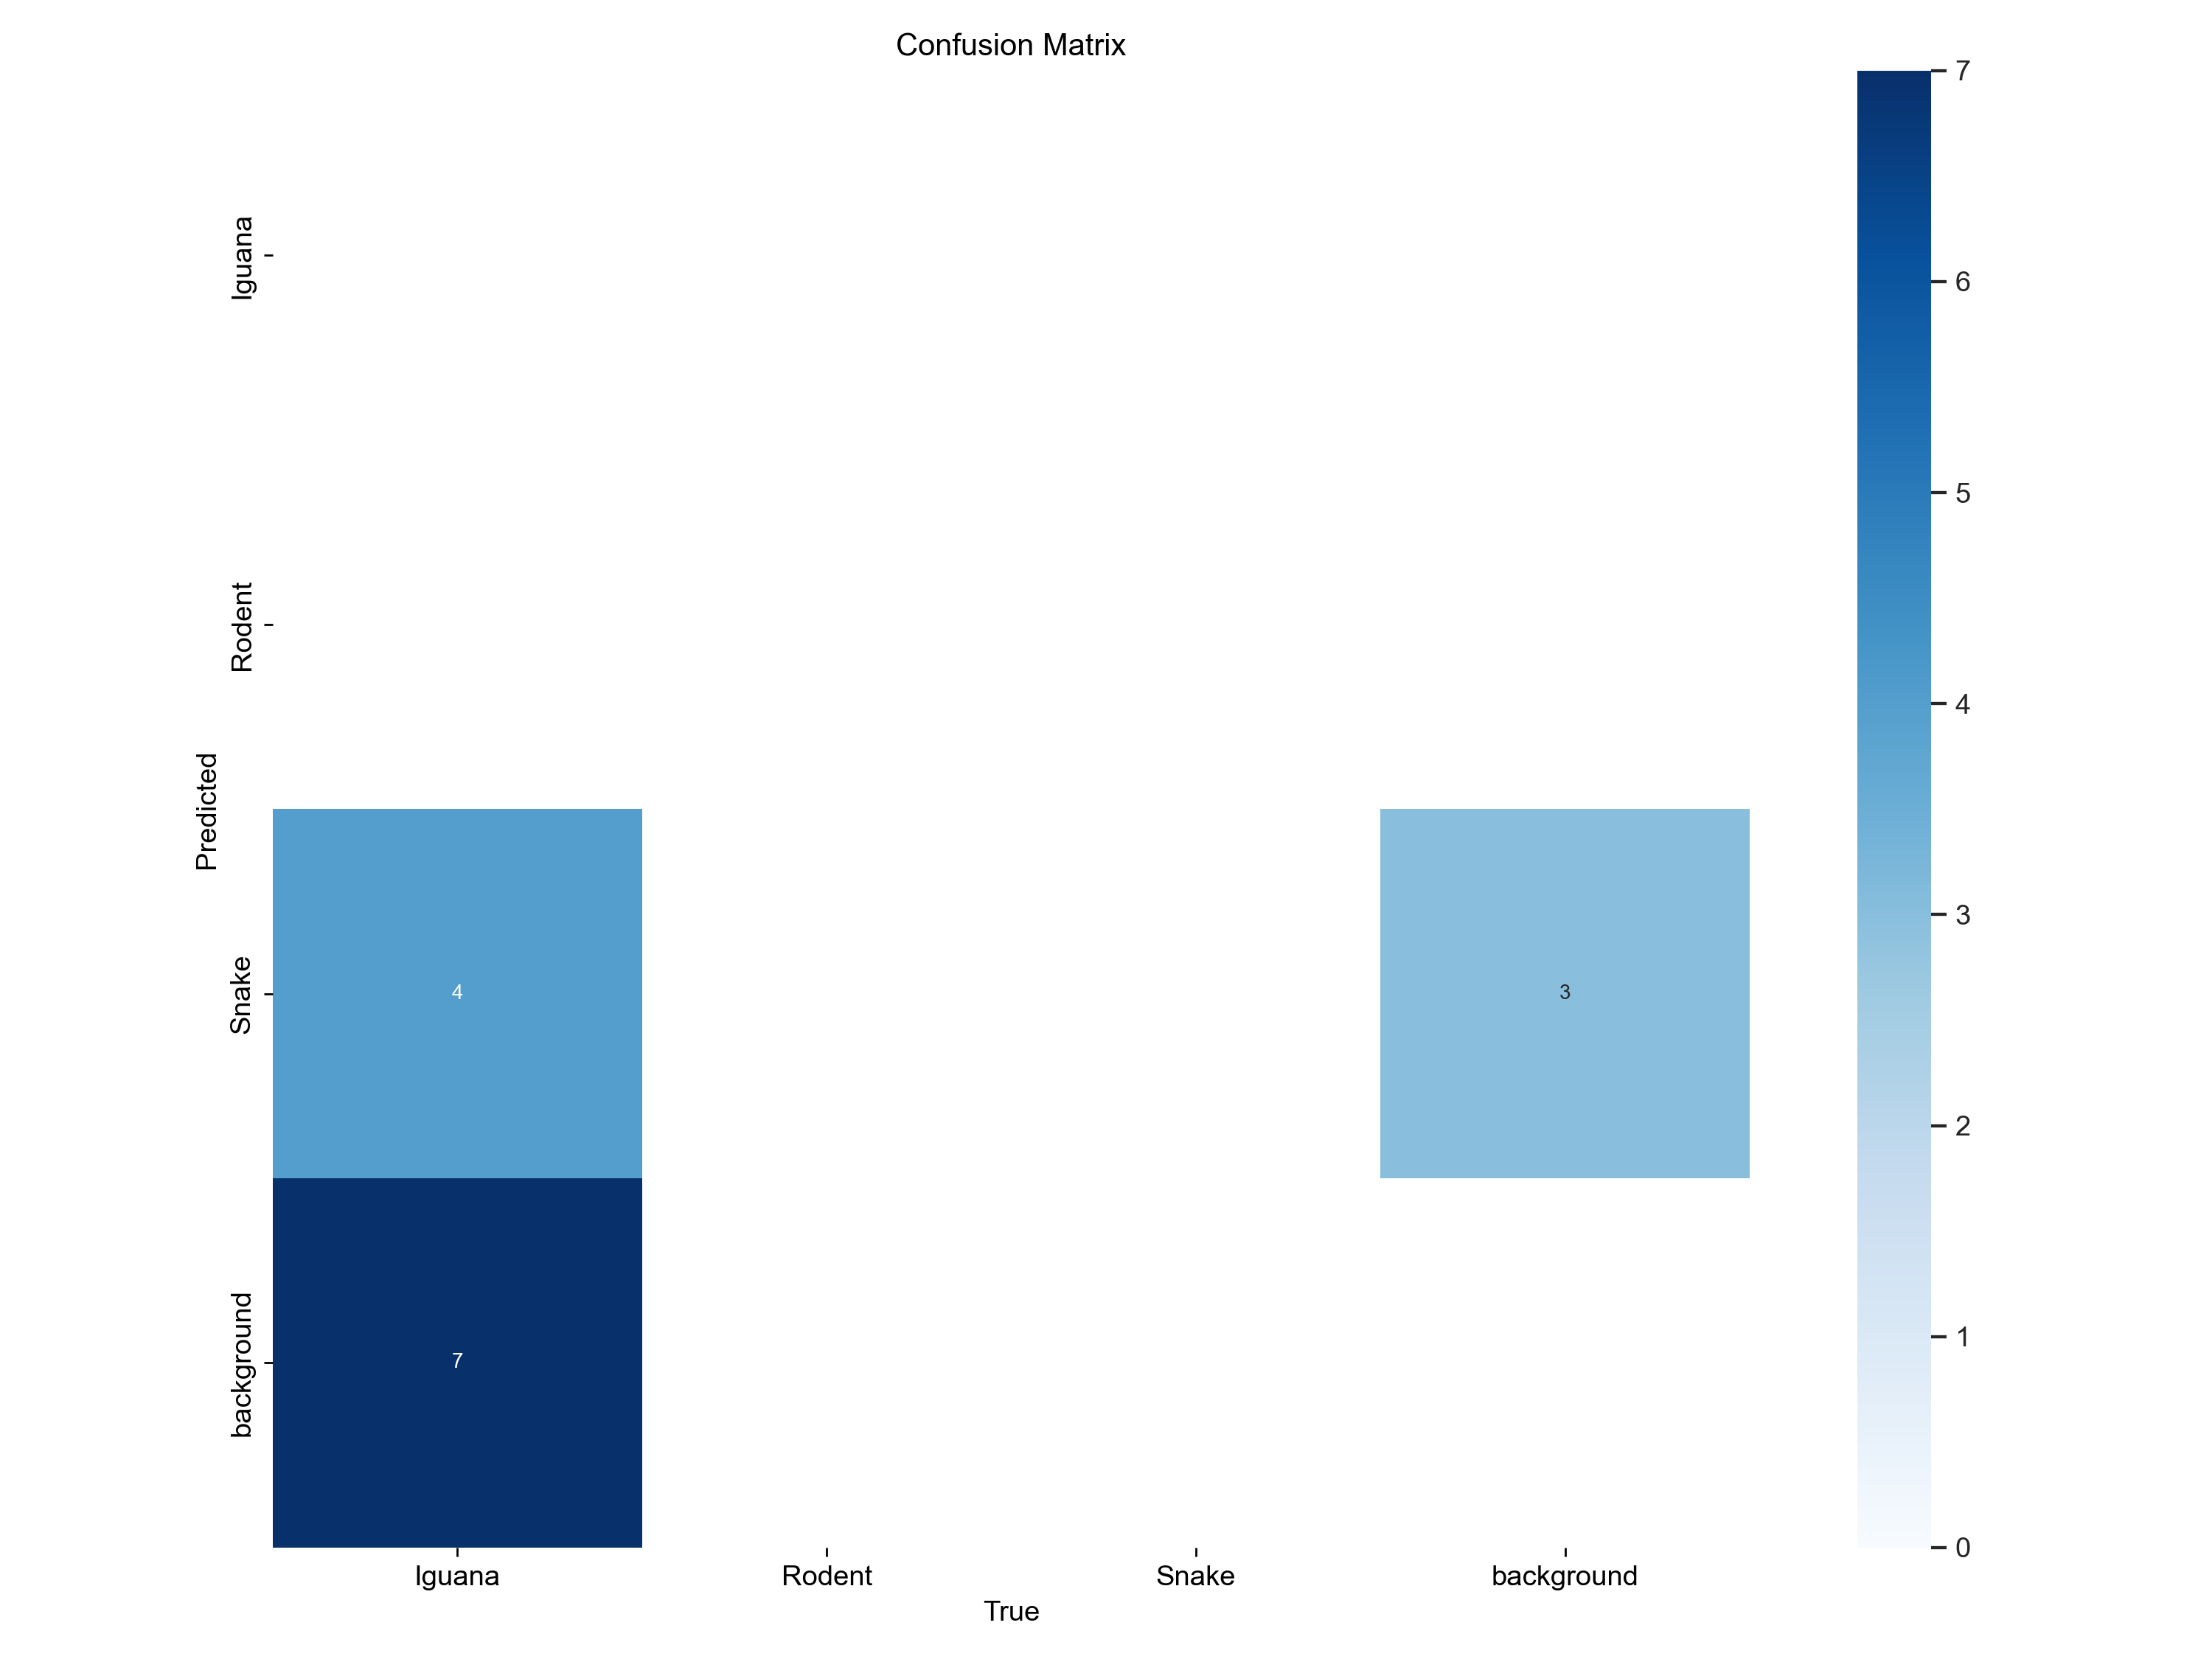 Confusion Matrix
7
6
5
4
3
2
1
0
Predicted
Iguana
Rodent
Snake
background
4
3
7
Iguana
Rodent
Snake
background
True